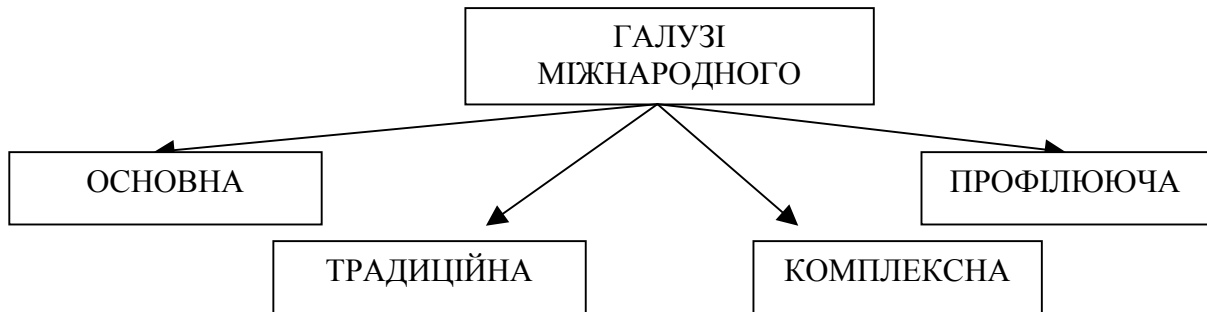 ГАЛУЗІ
МІЖНАРОДНОГО
ОСНОВНА
ПРОФІЛЮЮЧА
ТРАДИЦІЙНА
КОМПЛЕКСНА